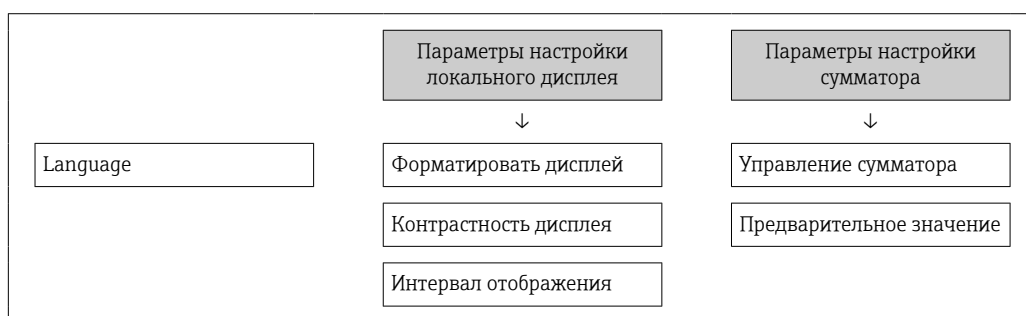 Параметры настройки
локального дисплея
Параметры настройки
сумматора
↓ ↓
Language Форматировать дисплей Управление сумматора
Контрастность дисплея Предварительное значение
Интервал отображения